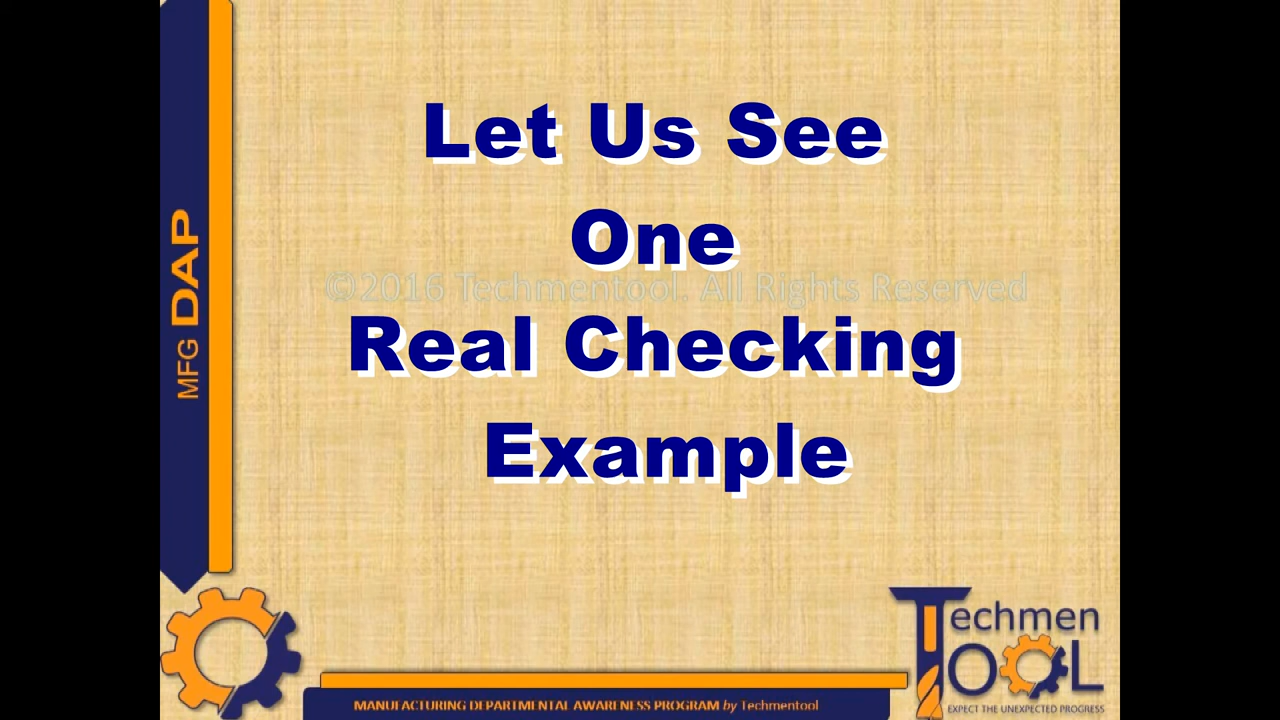 Let Us See
One
©2016 Techmentool. All Rights Reserved
Real Checking
Example
MFG DAP
Techmen
TOOL
EXPECT THE UNEXPECTED PROGRESS
MANUFACTURING DEPARTMENTAL AWARENESS PROGRAM by Techmentool